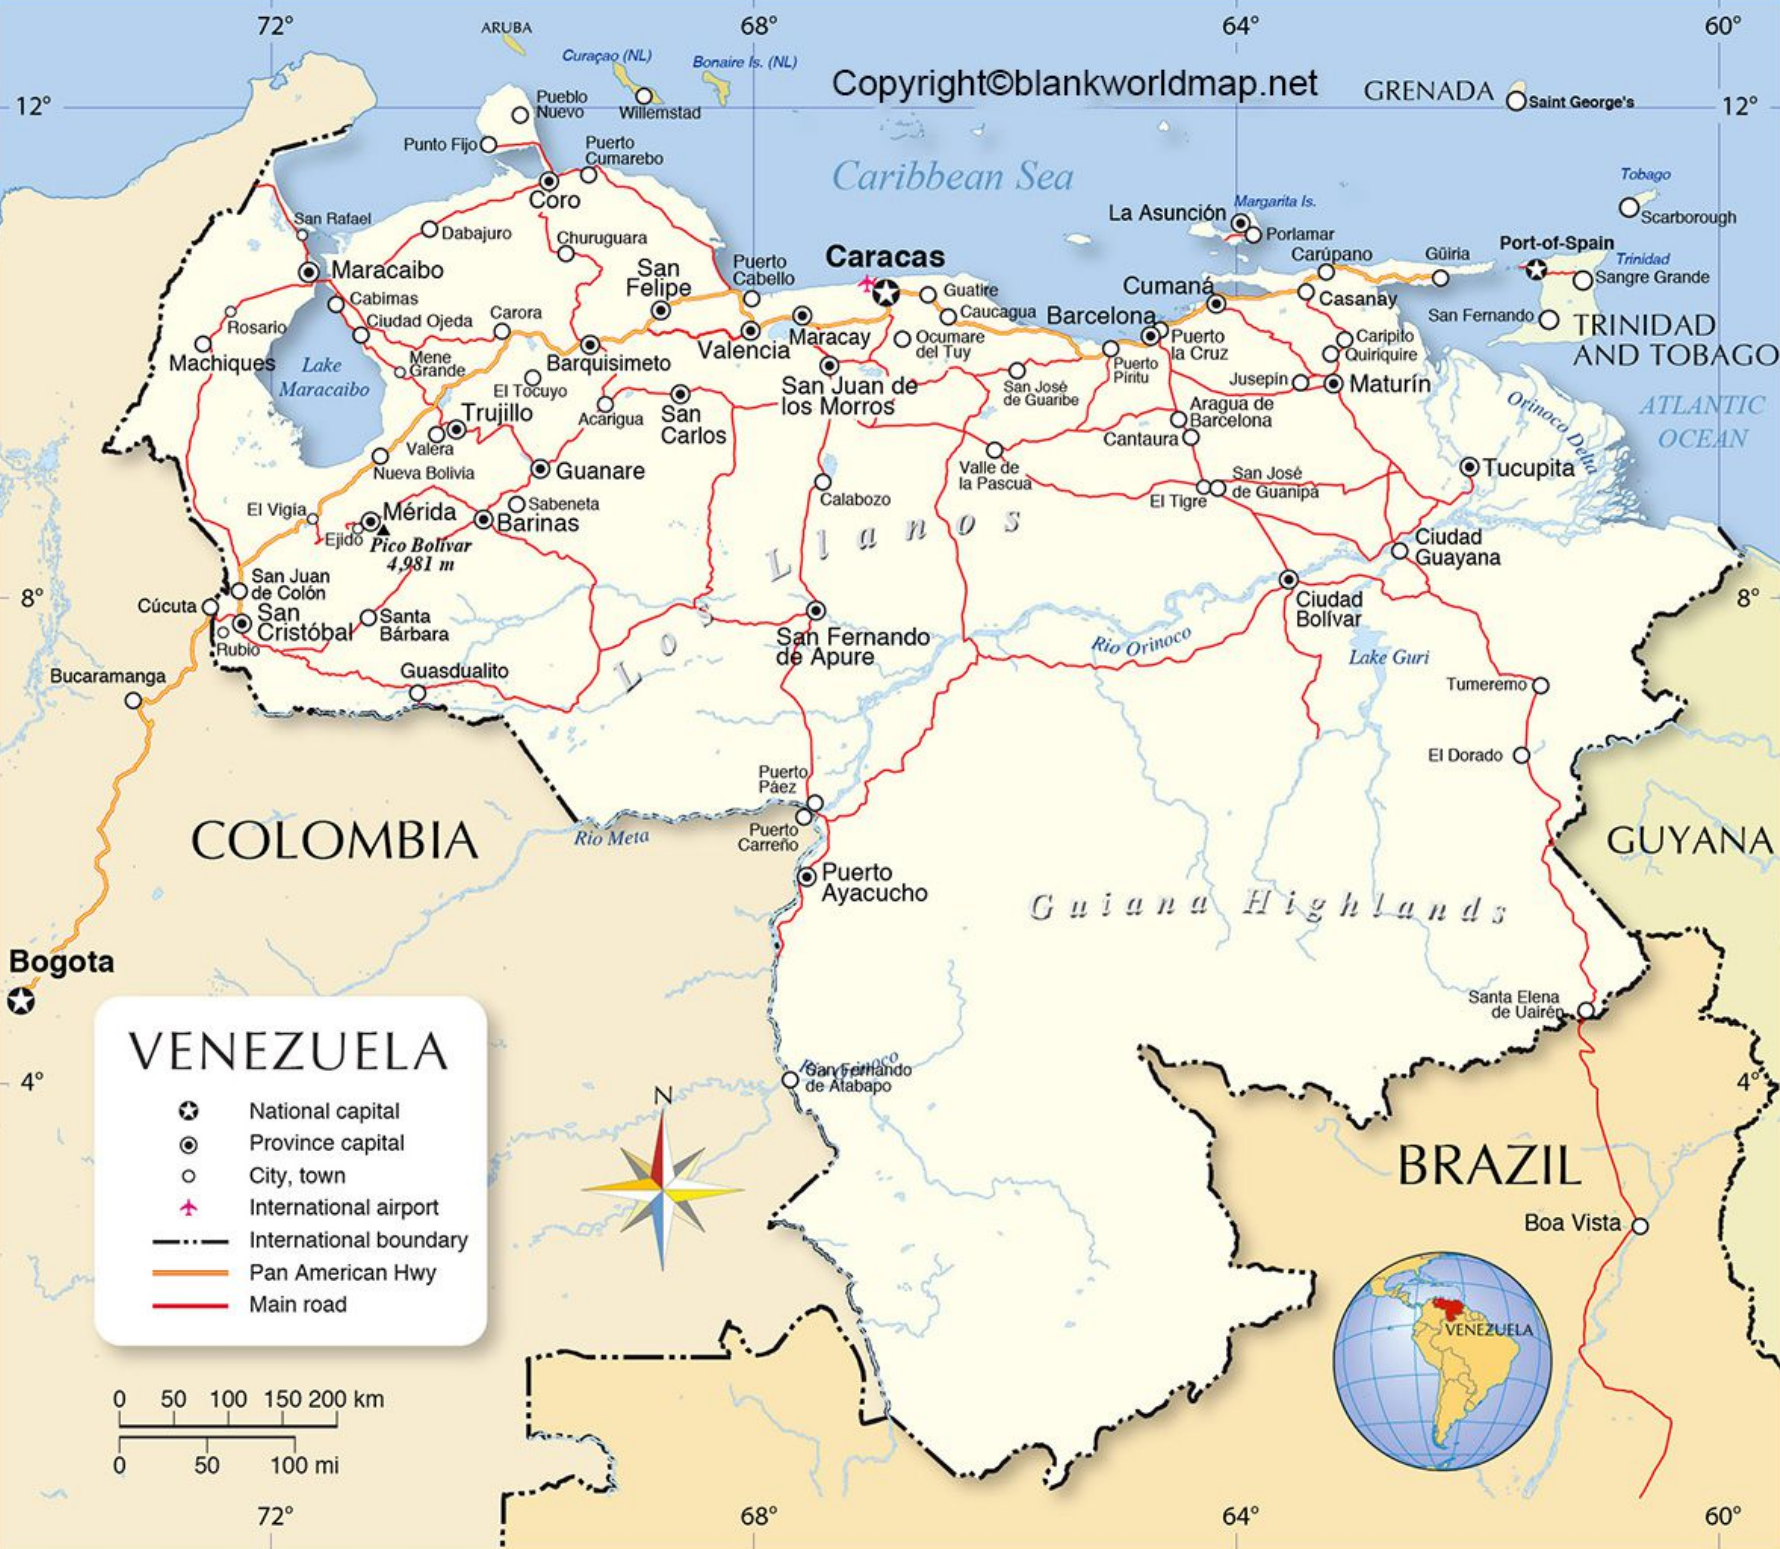 72°
68°
64°
60°
ARUBA
Curaçao (NL)
Bonaire Is. (NL)
Copyright©blankworldmap.net
GRENADA
Saint George's
12°
12°
Pueblo
Nuevo
Willemstad
Punto Fijo
Puerto
Cumarebo
Caribbean Sea
Tobago
Scarborough
Coro
Margarita Is.
La Asunción
Porlamar
San Rafael
Dabajuro
Churuguara
Port-of-Spain
Trinidad
Sangre Grande
Carúpano
Güiria
Caracas
Puerto
Cabello
Maracaibo
San
Felipe
Guatire
Cumaná
Casanay
Cabimas
Caucagua
Barcelona
San Fernando
TRINIDAD
AND TOBAGO
Rosario
Ciudad Ojeda
Carora
Maracay
Ocumare
del Tuy
Puerto
la Cruz
Caripito
Quiriquire
Machiques
Lake
Maracaibo
Mene
Grande
Barquisimeto
Valencia
Puerto
Píritu
El Tocuyo
San Juan de
los Morros
San José
de Guaribe
Jusepín
Maturín
Trujillo
Acarigua
San
Carlos
Aragua de
Barcelona
Orinoco Delta
ATLANTIC
OCEAN
Valera
Cantaura
Nueva Bolivia
Guanare
Valle de
la Pascua
Tucupita
Calabozo
El Tigre
San José
de Guanipa
El Vigía
Mérida
Sabeneta
Barinas
Ejido
Pico Bolívar
4,981 m
Los Llanos
Ciudad
Guayana
San Juan
de Colón
8°
8°
Cúcuta
San
Cristóbal
Santa
Bárbara
Ciudad
Bolívar
Rubio
San Fernando
de Apure
Rio Orinoco
Lake Guri
Bucaramanga
Guasdualito
Tumeremo
El Dorado
Puerto
Páez
COLOMBIA
Rio Meta
Puerto
Carreño
GUYANA
Puerto
Ayacucho
Guiana Highlands
Bogota
Santa Elena
de Uairén
VENEZUELA
Rio Orinoco
San Fernando
de Atabapo
4°
4°
N
National capital
Province capital
City, town
International airport
International boundary
Pan American Hwy
Main road
BRAZIL
Boa Vista
VENEZUELA
0 50 100 150 200 km
0 50 100 mi
72°
68°
64°
60°